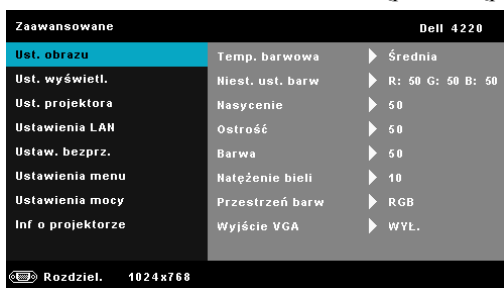 Zaawansowane Dell 4220
Ust. obrazu Temp. barwowa Średnia
Ust. wyświetl. Niest. ust. barw R: 50 G: 50 B: 50
Ust. projektora Nasycenie 50
Ustawienia LAN Ostrość 50
Ustaw. bezprz. Barwa 50
Ustawienia menu Natężenie bieli 10
Ustawienia mocy Przestrzeń barw RGB
Inf o projektorze Wyjście VGA WYŁ.
Rozdziel. 1024x768